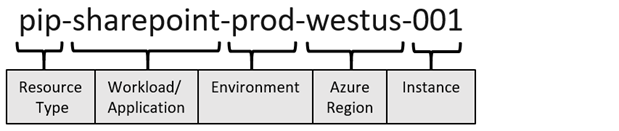 pip-sharepoint-prod-westus-001
Resource Type
Workload/ Application
Environment
Azure Region
Instance